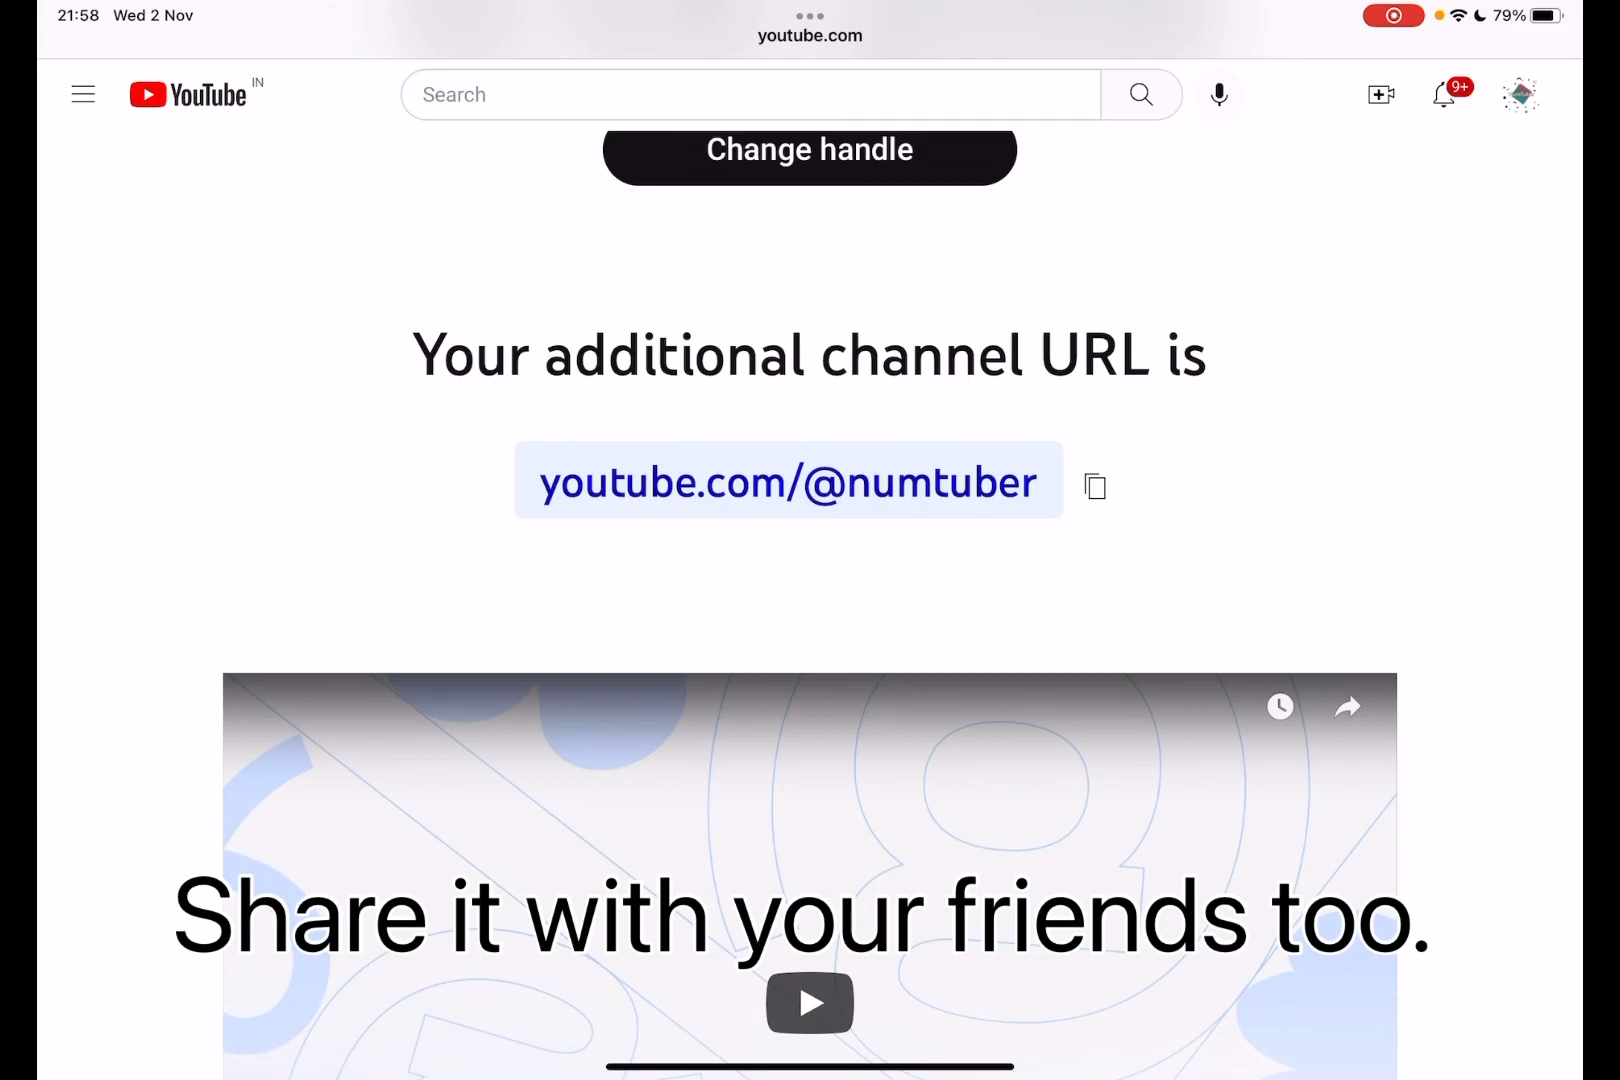 21:58 Wed 2 Nov
youtube.com
79%
YouTube IN
Search
9+
Change handle
Your additional channel URL is
youtube.com/@numtuber
Share it with your friends too.